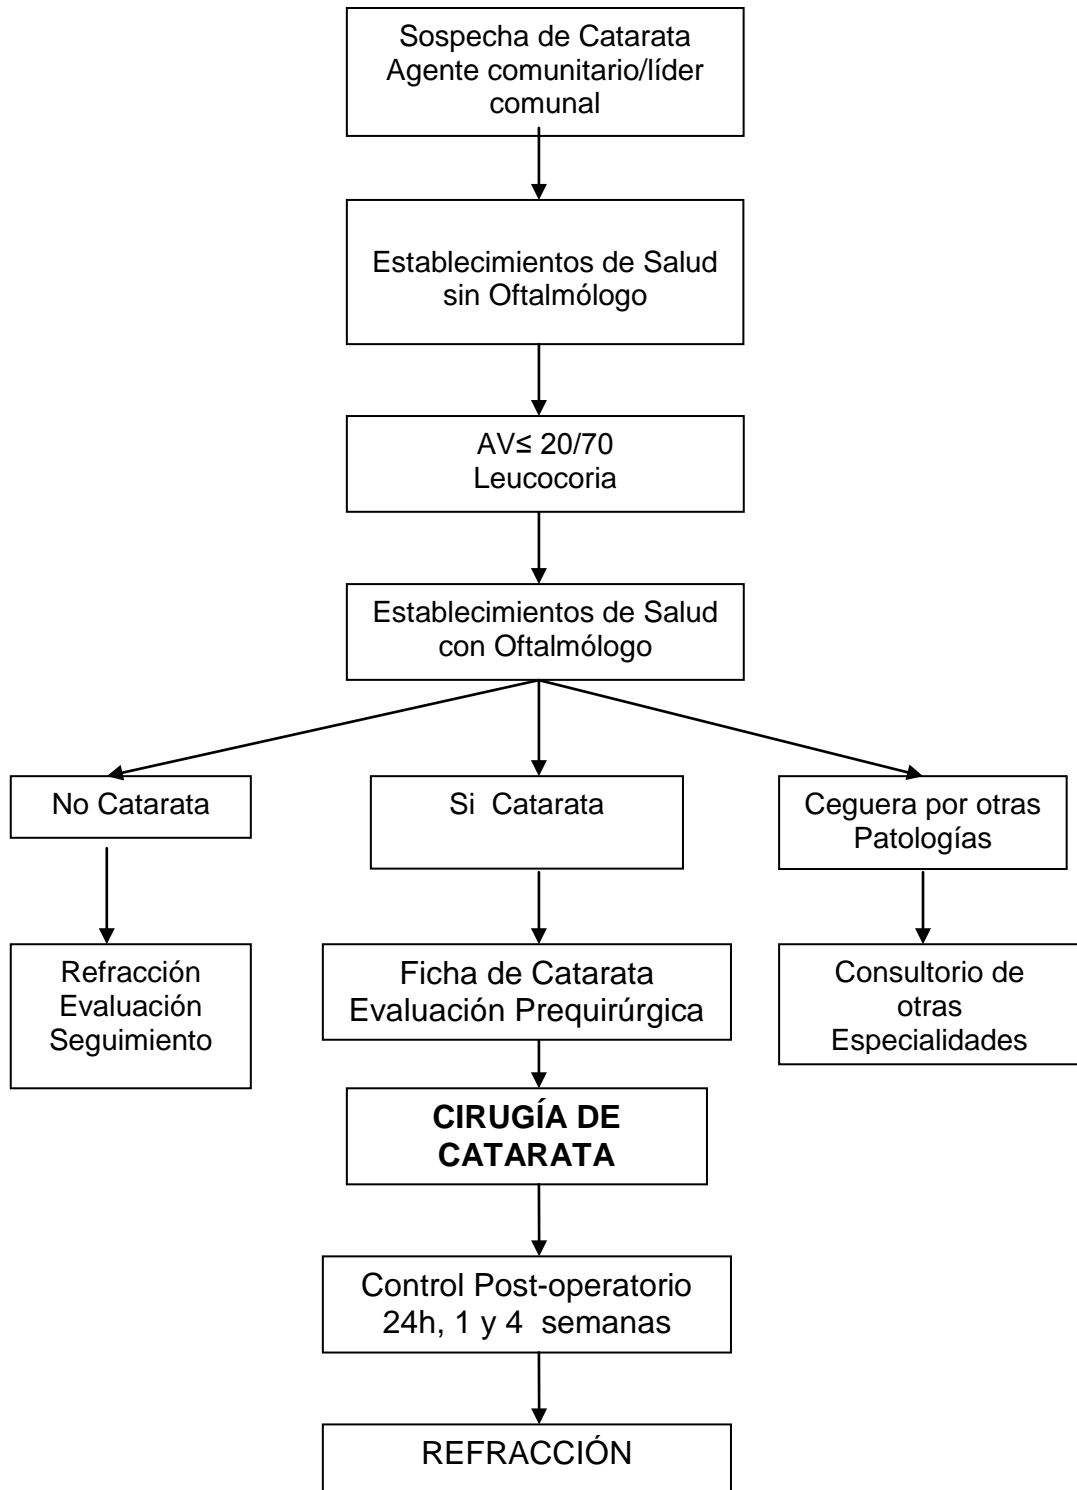 Sospecha de Catarata
Agente comunitario/líder
comunal
Establecimientos de Salud
sin Oftalmólogo
AV≤ 20/70
Leucocoria
Establecimientos de Salud
con Oftalmólogo
No Catarata
Si Catarata
Ceguera por otras
Patologías
Refracción
Evaluación
Seguimiento
Ficha de Catarata
Evaluación Prequirúrgica
Consultorio de
otras
Especialidades
CIRUGÍA DE
CATARATA
Control Post-operatorio
24h, 1 y 4 semanas
REFRACCIÓN